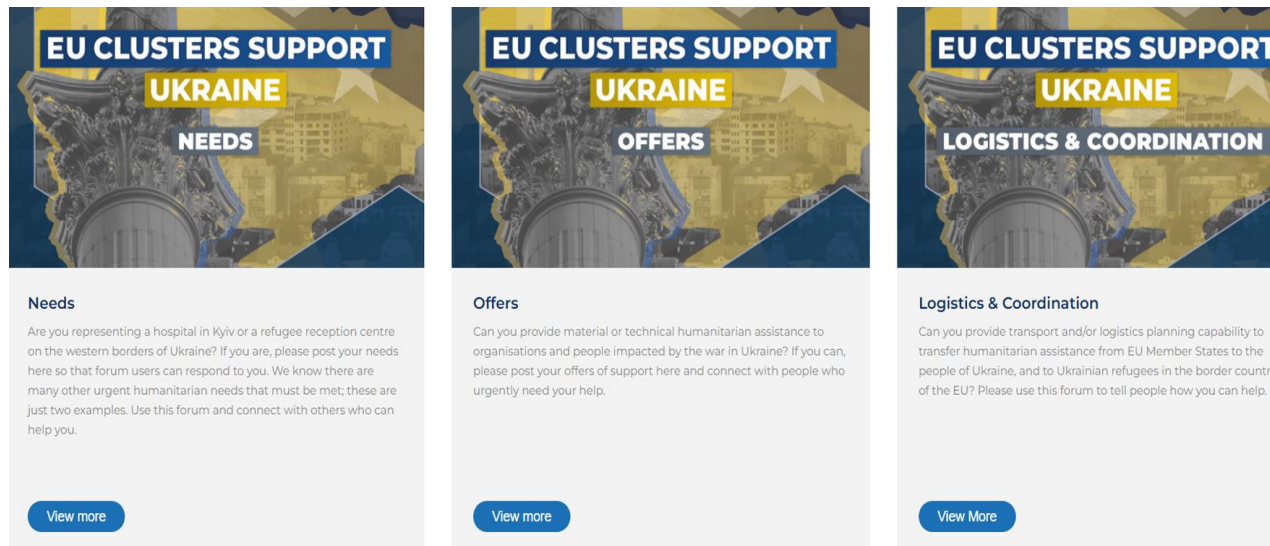 EU CLUSTERS SUPPORT
UKRAINE
NEEDS
Needs
Are you representing a hospital in Kyiv or a refugee reception centre
on the western borders of Ukraine? If you are, please post your needs
here so that forum users can respond to you. We know there are
many other urgent humanitarian needs that must be met; these are
just two examples. Use this forum and connect with others who can
help you.
View more
EU CLUSTERS SUPPORT
UKRAINE
OFFERS
Offers
Can you provide material or technical humanitarian assistance to
organisations and people impacted by the war in Ukraine? If you can,
please post your offers of support here and connect with people who
urgently need your help.
View more
EU CLUSTERS SUPPORT
UKRAINE
LOGISTICS & COORDINATION
Logistics & Coordination
Can you provide transport and/or logistics planning capability to
transfer humanitarian assistance from EU Member States to the
people of Ukraine, and to Ukrainian refugees in the border countr
of the EU? Please use this forum to tell people how you can help.
View More